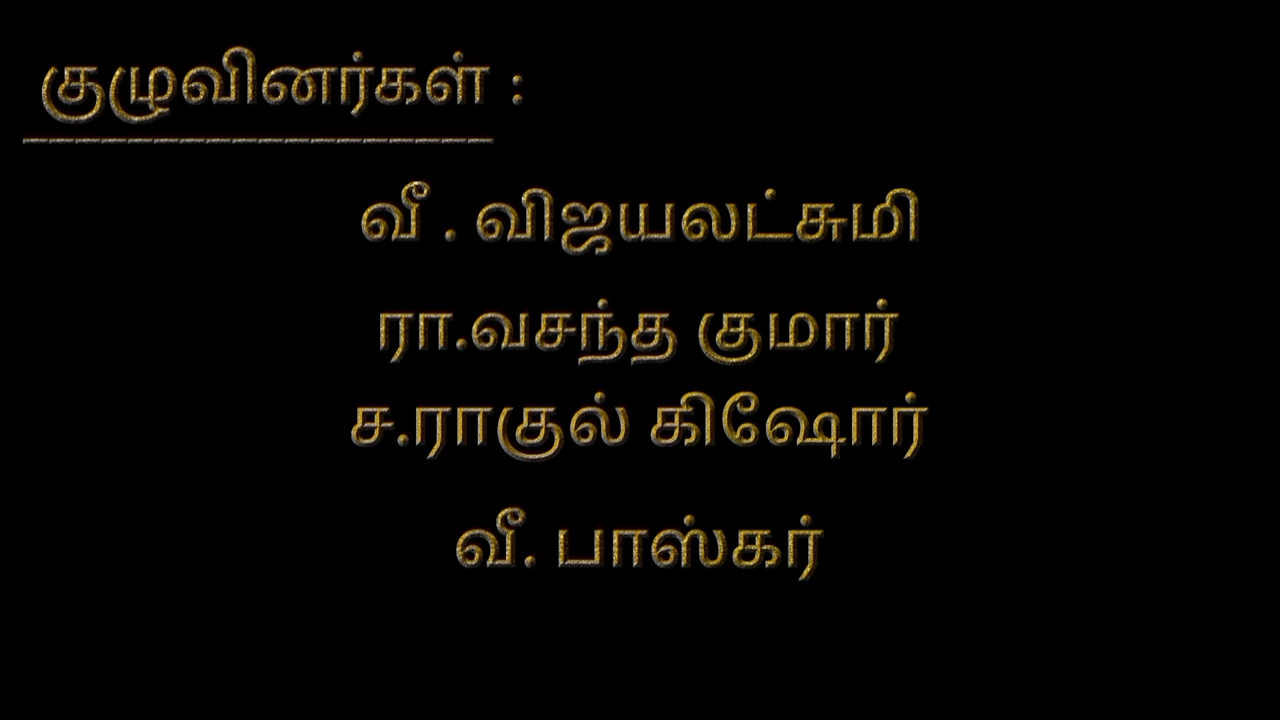 குழுவினர்கள் :
வீ . விஜயலட்சுமி
ரா.வசந்த குமார்
ச.ராகுல் கிஷோர்
வீ. பாஸ்கர்